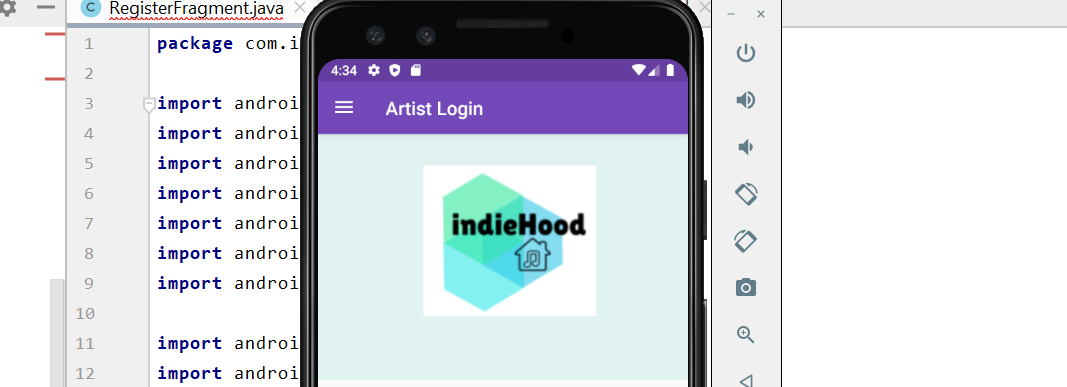 RegisterFragment.java
1 package com.i
2
3 import androi
4 import androi
5 import androi
6 import androi
7 import androi
8 import androi
9 import androi
10
11 import androi
12 import androi
4:34
Artist Login
indieHood